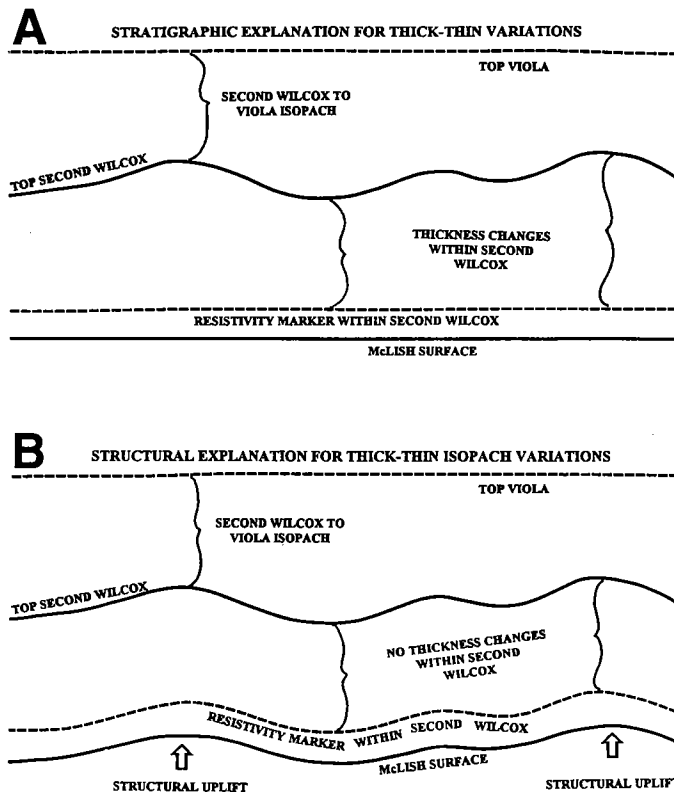 A
STRATIGRAPHIC EXPLANATION FOR THICK-THIN VARIATIONS
TOP VIOLA
SECOND WILCOX TO
VIOLA ISOPACH
TOP SECOND WILCOX
THICKNESS CHANGES
WITHIN SECOND
WILCOX
RESISTIVITY MARKER WITHIN SECOND WILCOX
McLISH SURFACE
B
STRUCTURAL EXPLANATION FOR THICK-THIN ISOPACH VARIATIONS
TOP VIOLA
SECOND WILCOX TO
VIOLA ISOPACH
TOP SECOND WILCOX
NO THICKNESS CHANGES
WITHIN SECOND
WILCOX
RESISTIVITY MARKER WITHIN SECOND WILCOX
McLISH SURFACE
STRUCTURAL UPLIFT
STRUCTURAL UPLIFT